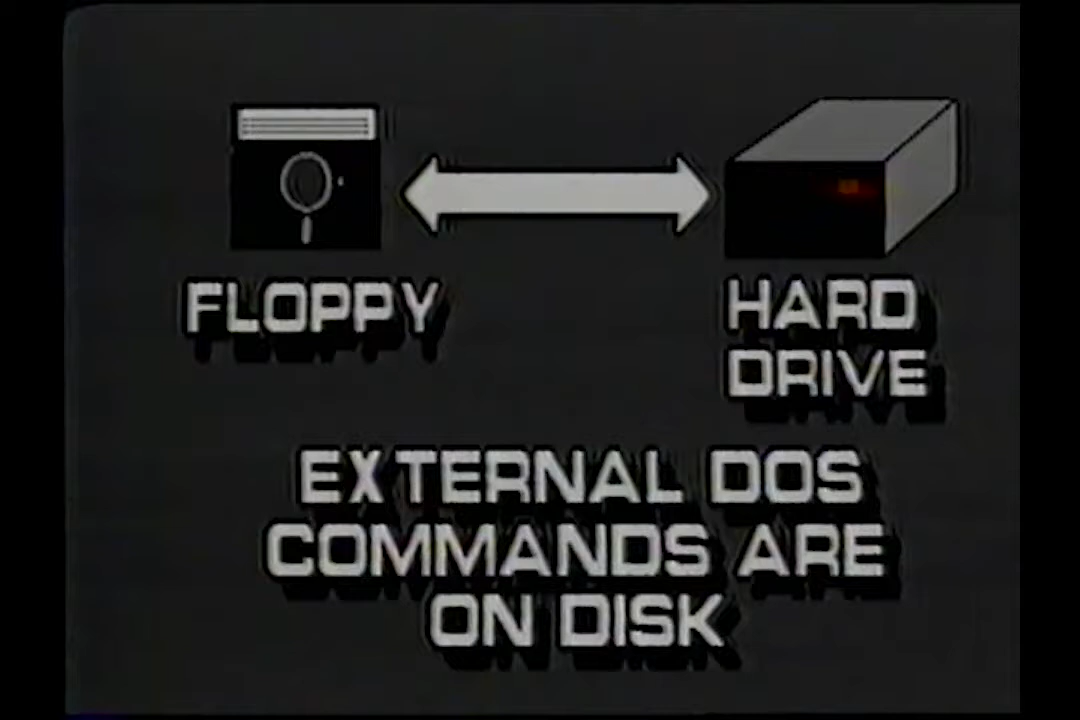 FLOPPY
HARD
DRIVE
EXTERNAL DOS
COMMANDS ARE
ON DISK